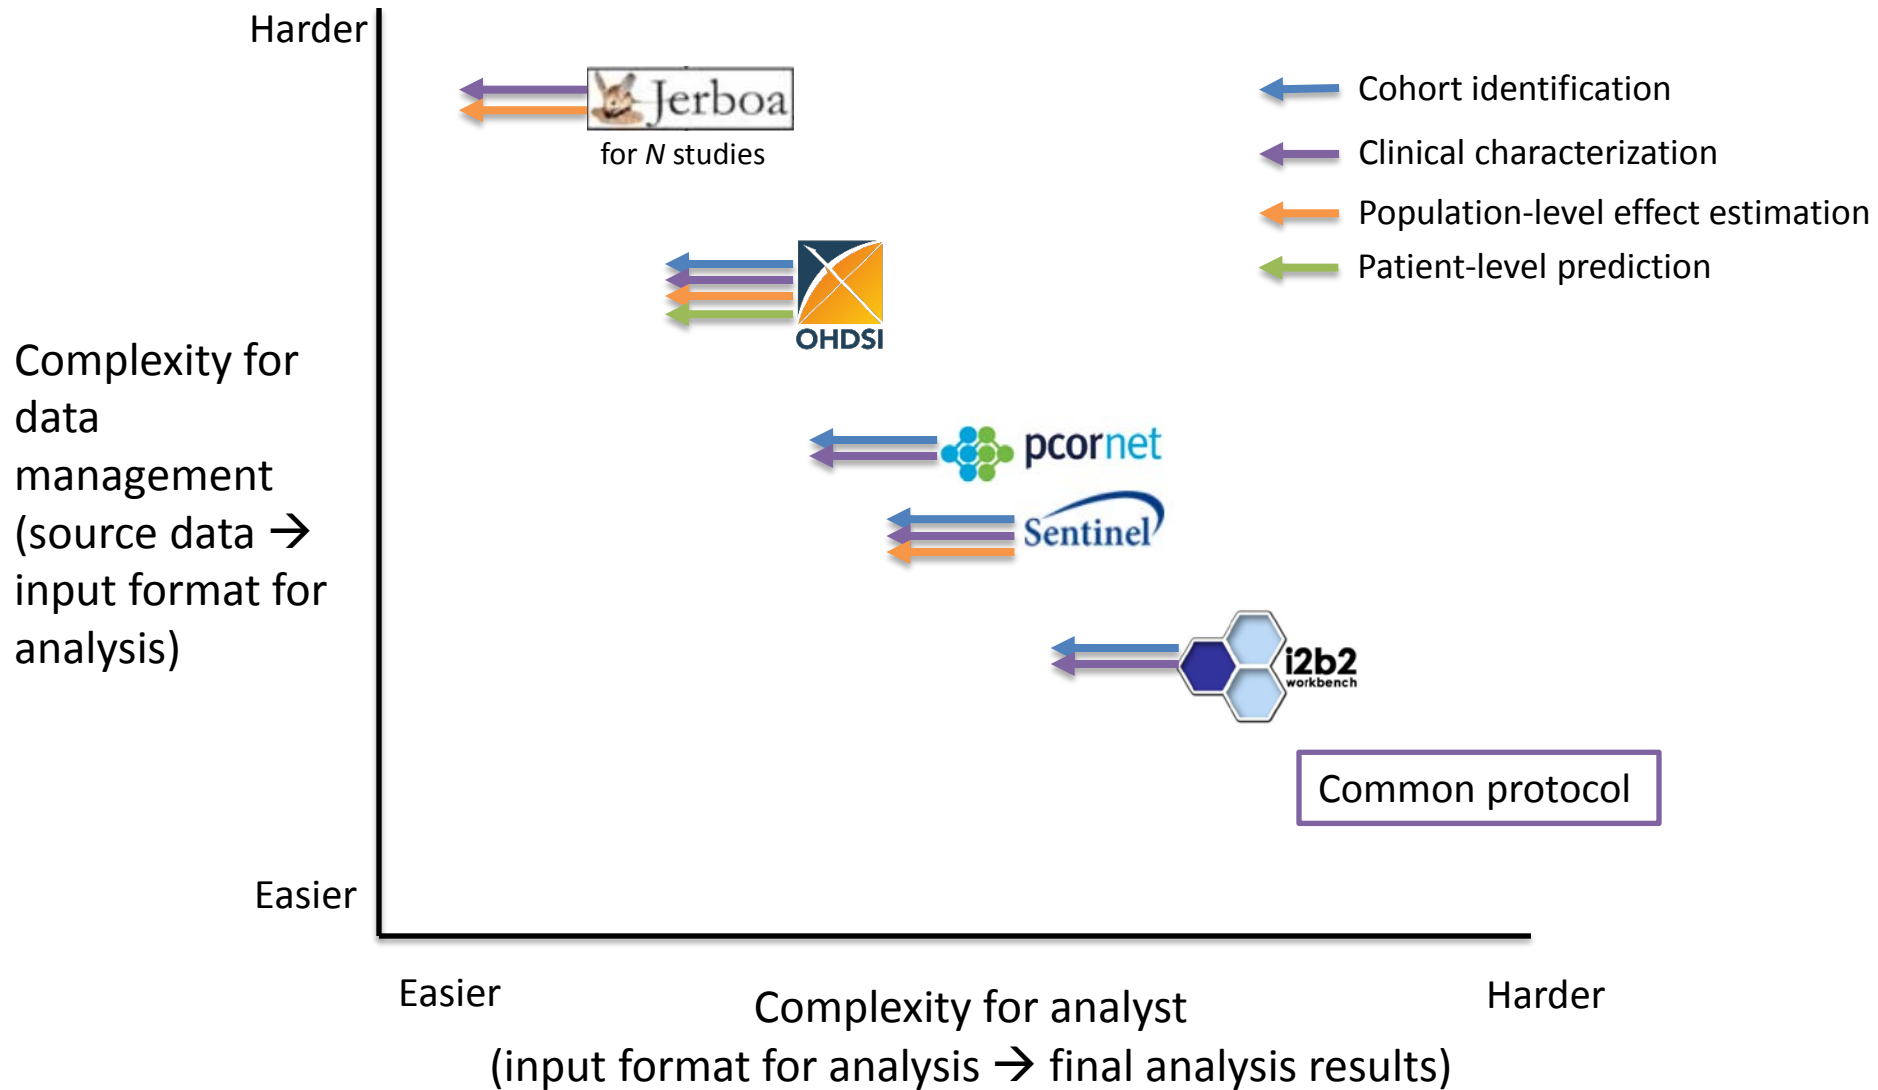 Harder
Jerboa
for N studies
Cohort identification
Clinical characterization
Population-level effect estimation
Patient-level prediction
OHDSI
Complexity for
data
management
(source data →
input format for
analysis)
pcornet
Sentinel
i2b2
workbench
Common protocol
Easier
Easier
Harder
Complexity for analyst
(input format for analysis → final analysis results)